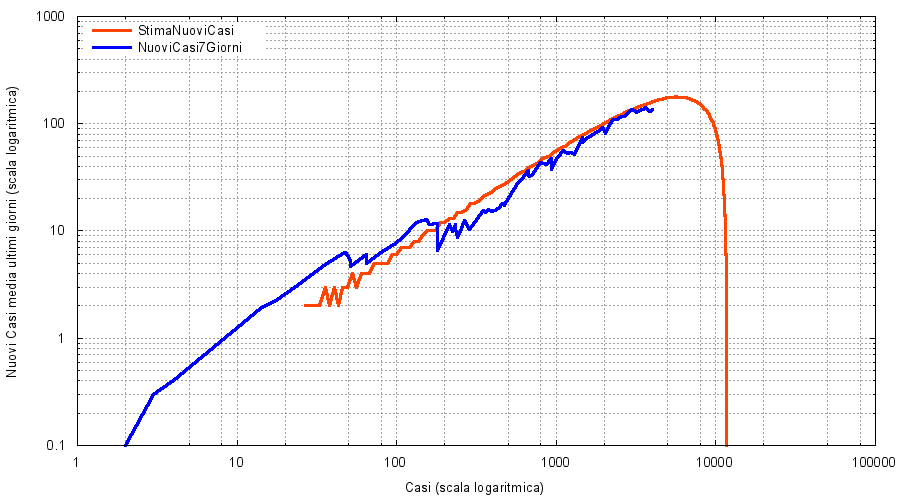 1000
StimaNuoviCasi
NuoviCasi7Giorni
100
10
1
0.1
1 10 100 1000 10000 100000
Casi (scala logaritmica)
Nuovi Casi media ultimi giorni (scala logaritmica)